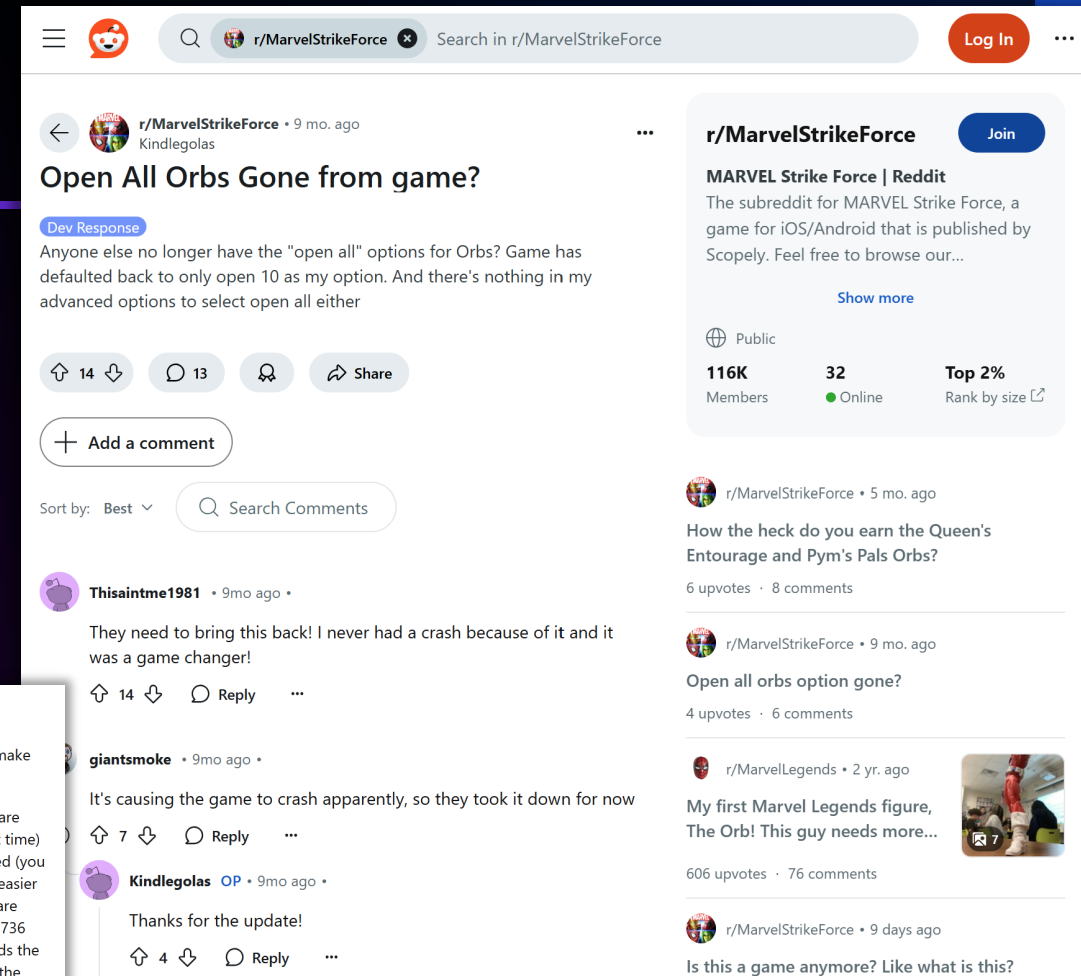 r/MarvelStrikeForce
Search in r/MarvelStrikeForce
Log In
r/MarvelStrikeForce • 9 mo. ago
Kindlegolas
Open All Orbs Gone from game?
Dev Response
Anyone else no longer have the "open all" options for Orbs? Game has
defaulted back to only open 10 as my option. And there's nothing in my
advanced options to select open all either
14
13
Share
Add a comment
Sort by: Best
Search Comments
Thisaintme1981 • 9mo ago •
They need to bring this back! I never had a crash because of it and it
was a game changer!
14
Reply
giantsmoke • 9mo ago •
It's causing the game to crash apparently, so they took it down for now
7
Reply
Kindlegolas OP • 9mo ago •
Thanks for the update!
4
Reply
are
time)
ed (you
easier
are
736
ds the
the
r/MarvelStrikeForce
Join
MARVEL Strike Force | Reddit
The subreddit for MARVEL Strike Force, a
game for iOS/Android that is published by
Scopely. Feel free to browse our...
Show more
Public
116K
Members
32
Online
Top 2%
Rank by size
r/MarvelStrikeForce • 5 mo. ago
How the heck do you earn the Queen's
Entourage and Pym's Pals Orbs?
6 upvotes · 8 comments
r/MarvelStrikeForce • 9 mo. ago
Open all orbs option gone?
4 upvotes · 6 comments
r/MarvelLegends • 2 yr. ago
My first Marvel Legends figure,
The Orb! This guy needs more...
7
606 upvotes · 76 comments
r/MarvelStrikeForce • 9 days ago
Is this a game anymore? Like what is this?